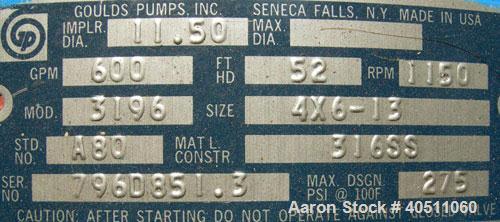 GOULDS PUMPS, INC. SENECA FALLS, N.Y. MADE IN USA
IMPLR. DIA. 11.50 MAX. DIA.
GPM 600 FT HD 52 RPM 1150
MOD. 3196 SIZE 4X6-13
STD. NO. A80 MAT'L. CONSTR. 316SS
SER. NO 796D851.3 MAX. DSGN. PSI @ 100F 275
CAUTION: AFTER STARTING DO NOT OPERATE AGAINST
Aaron Stock # 40511060